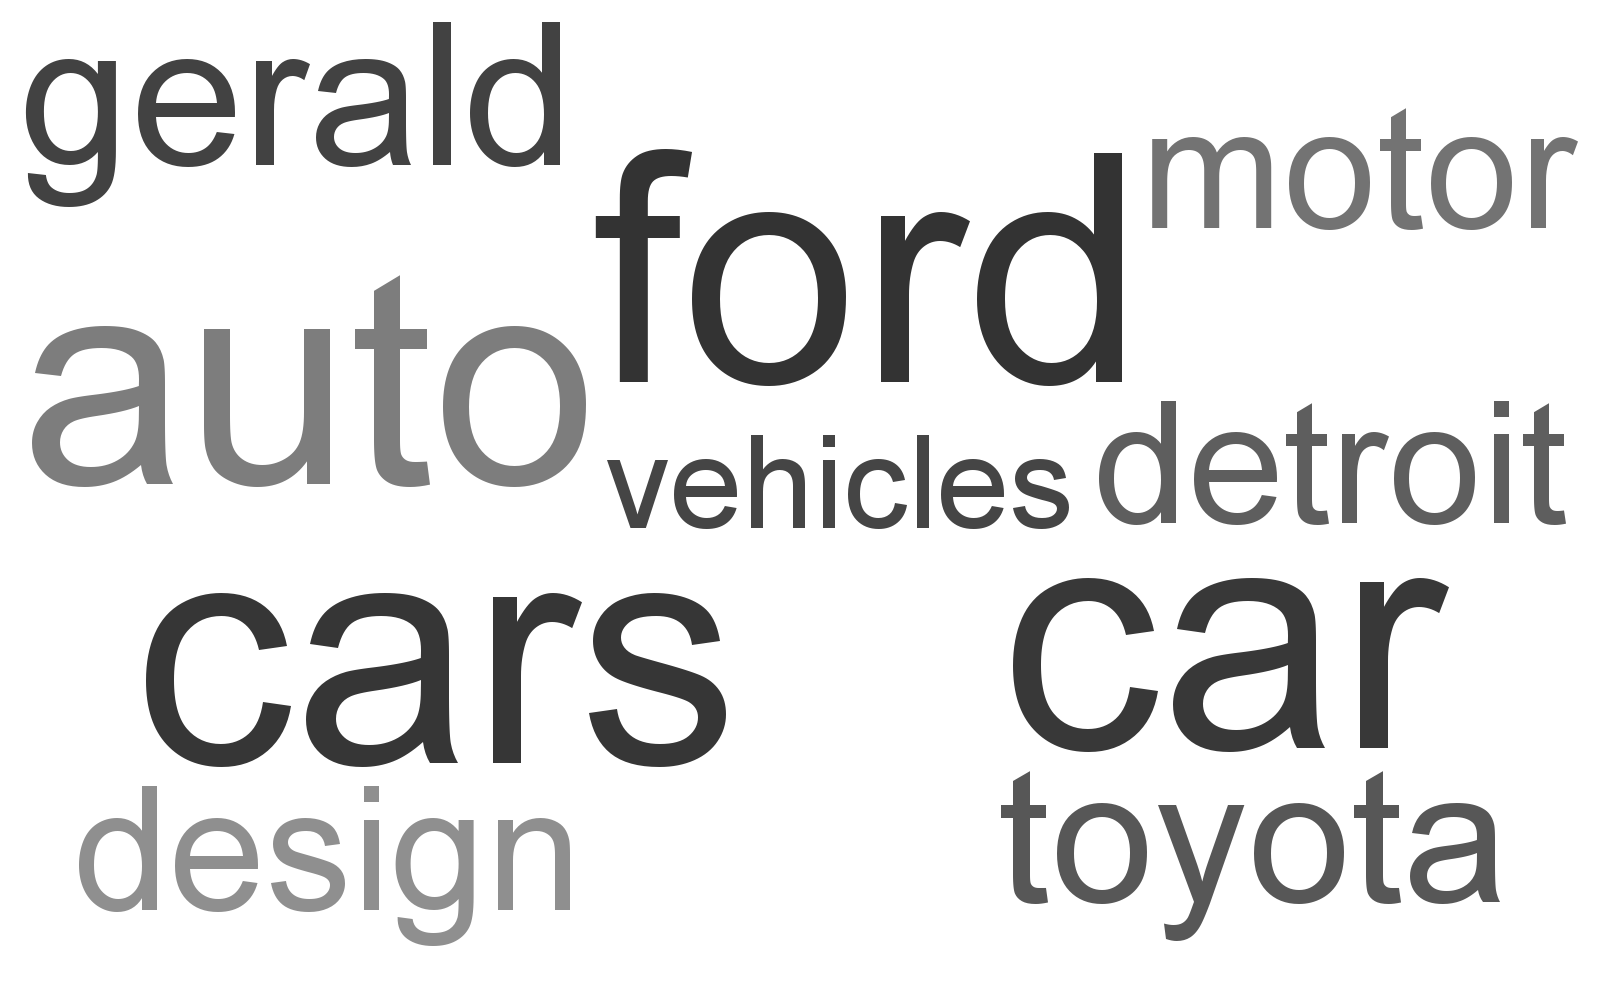 gerald
ford
motor
auto
vehicles
detroit
cars
car
design
toyota